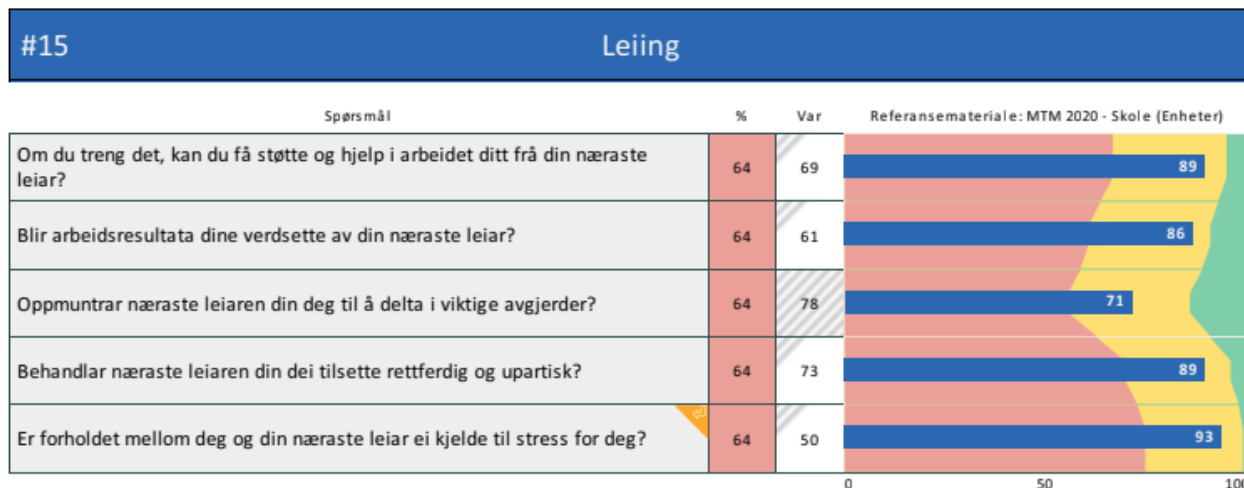 #15 Leiing
Spørsmål % Var Referansemateriale: MTM 2020 - Skole (Enheter)
Om du treng det, kan du få støtte og hjelp i arbeidet ditt frå din næraste
leiar?
64 69 89
Blir arbeidsresultata dine verdsette av din næraste leiar? 64 61 86
Oppmuntrar næraste leiaren din deg til å delta i viktige avgjerder? 64 78 71
Behandlar næraste leiaren din dei tilsette rettferdig og upartisk? 64 73 89
Er forholdet mellom deg og din næraste leiar ei kjelde til stress for deg? 64 50 93
0 50 100